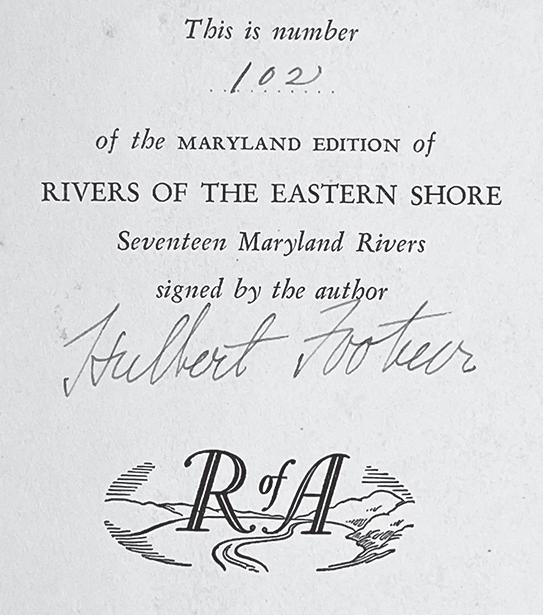 This is number
102
of the MARYLAND EDITION of
RIVERS OF THE EASTERN SHORE
Seventeen Maryland Rivers
signed by the author
Hulbert Footner
R of A